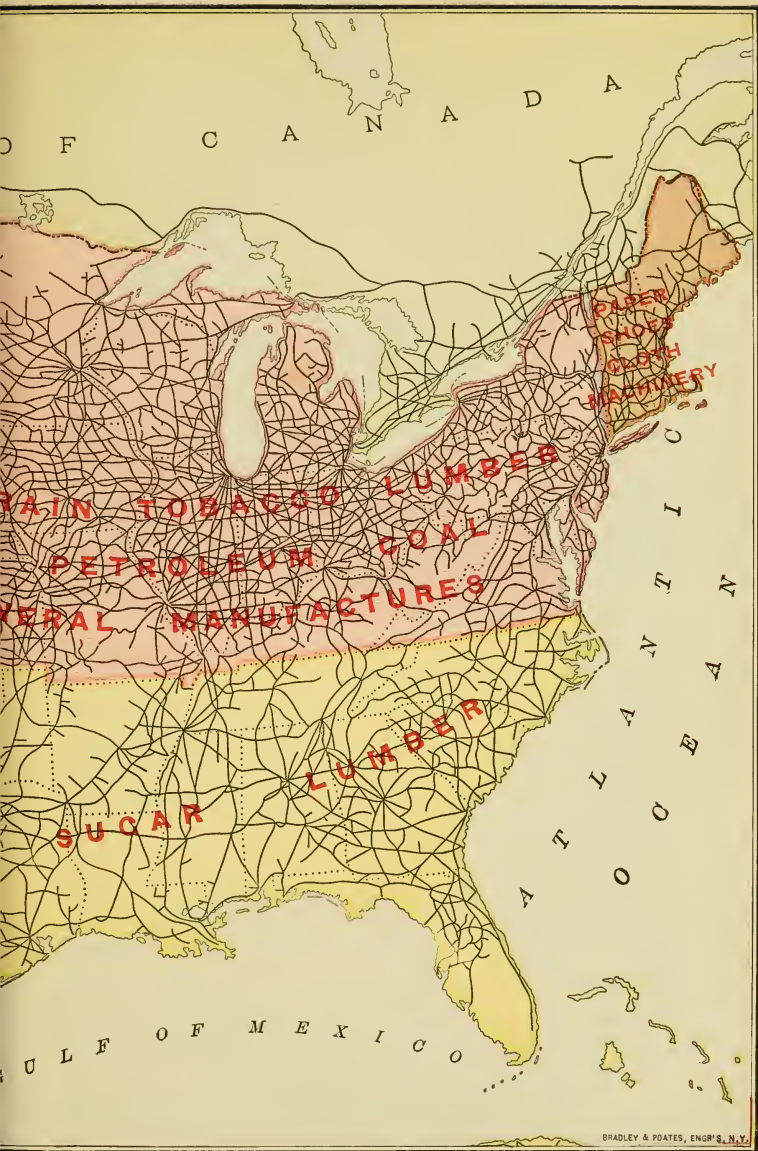 OF CANADA
PAPER
SHOES
CLOTH
MACHINERY
RAIN TOBACCO LUMBER
PETROLEUM COAL
NERAL MANUFACTURES
LUMBER
SUGAR
ATLANTIC
OCEAN
ULF OF MEXICO
BRADLEY & POATES, ENGR'S, N.Y.